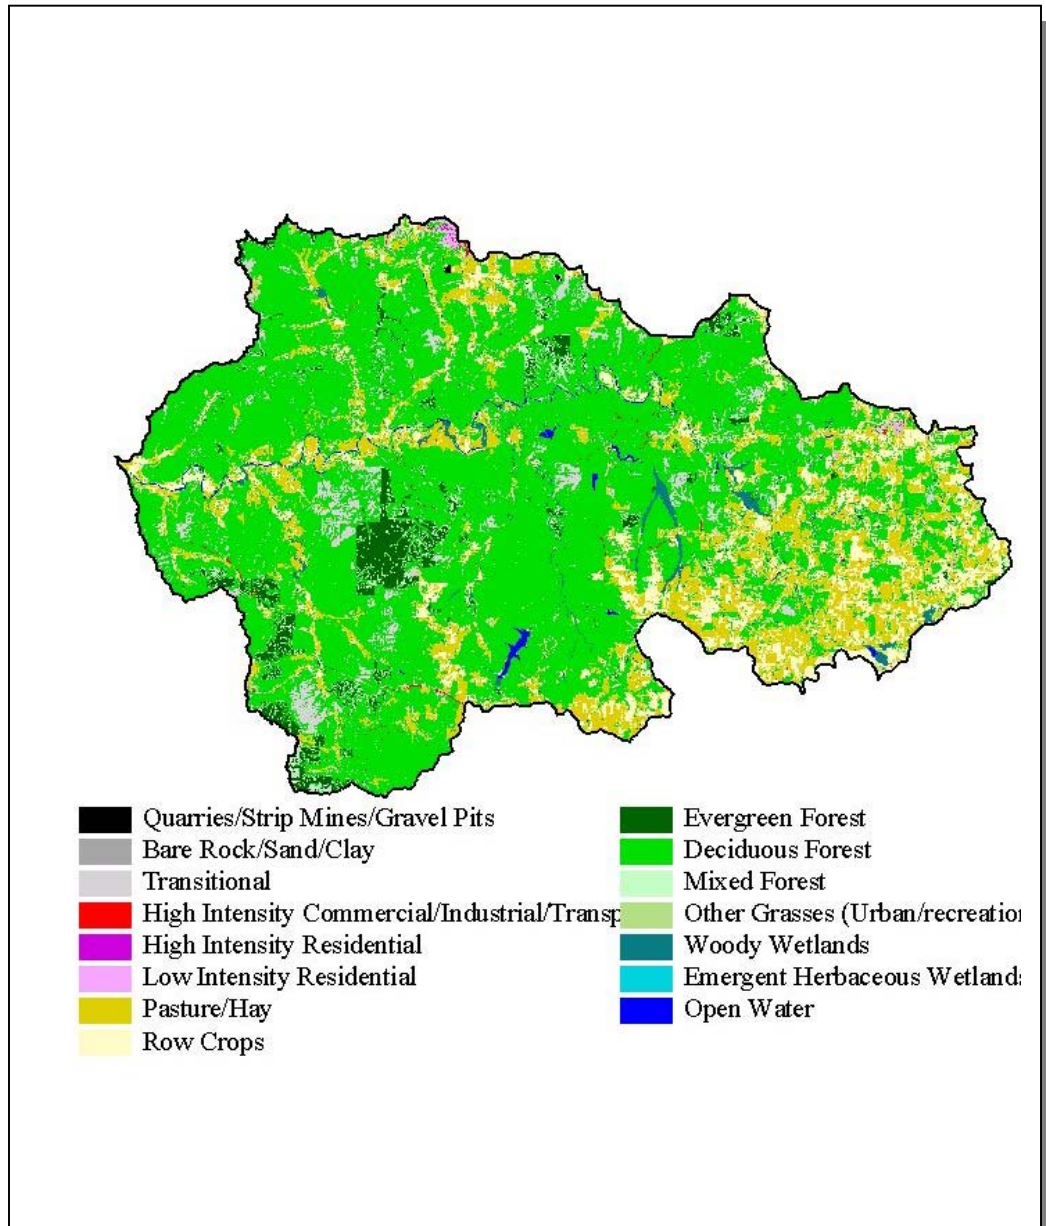 Quarries/Strip Mines/Gravel Pits
Bare Rock/Sand/Clay
Transitional
High Intensity Commercial/Industrial/Transp
High Intensity Residential
Low Intensity Residential
Pasture/Hay
Row Crops
Evergreen Forest
Deciduous Forest
Mixed Forest
Other Grasses (Urban/recreation
Woody Wetlands
Emergent Herbaceous Wetlands
Open Water